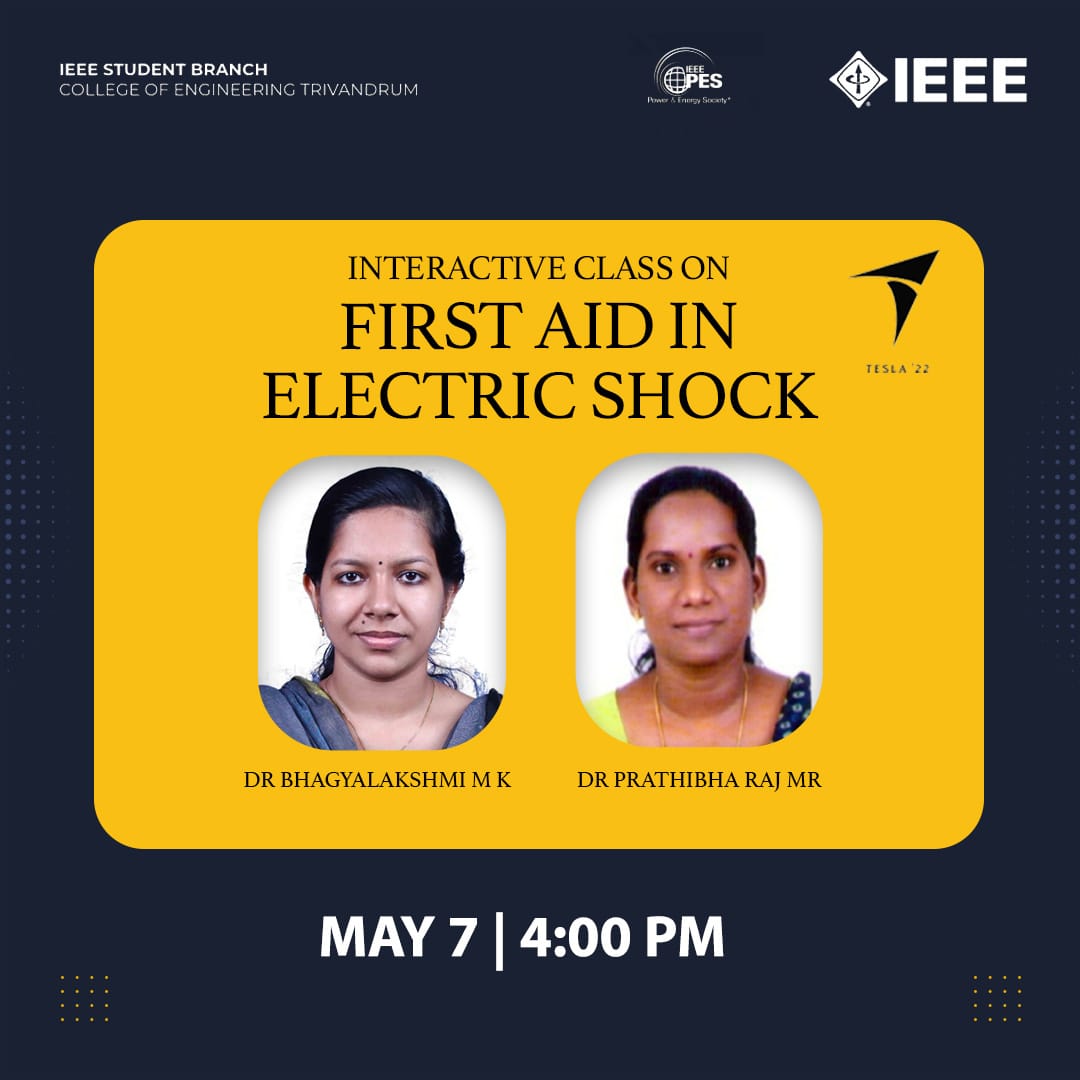 IEEE STUDENT BRANCH
COLLEGE OF ENGINEERING TRIVANDRUM
IEEE
PES
Power & Energy Society®
IEEE
INTERACTIVE CLASS ON
FIRST AID IN
ELECTRIC SHOCK
TESLA '22
DR BHAGYALAKSHMI M K
DR PRATHIBHA RAJ MR
MAY 7 | 4:00 PM